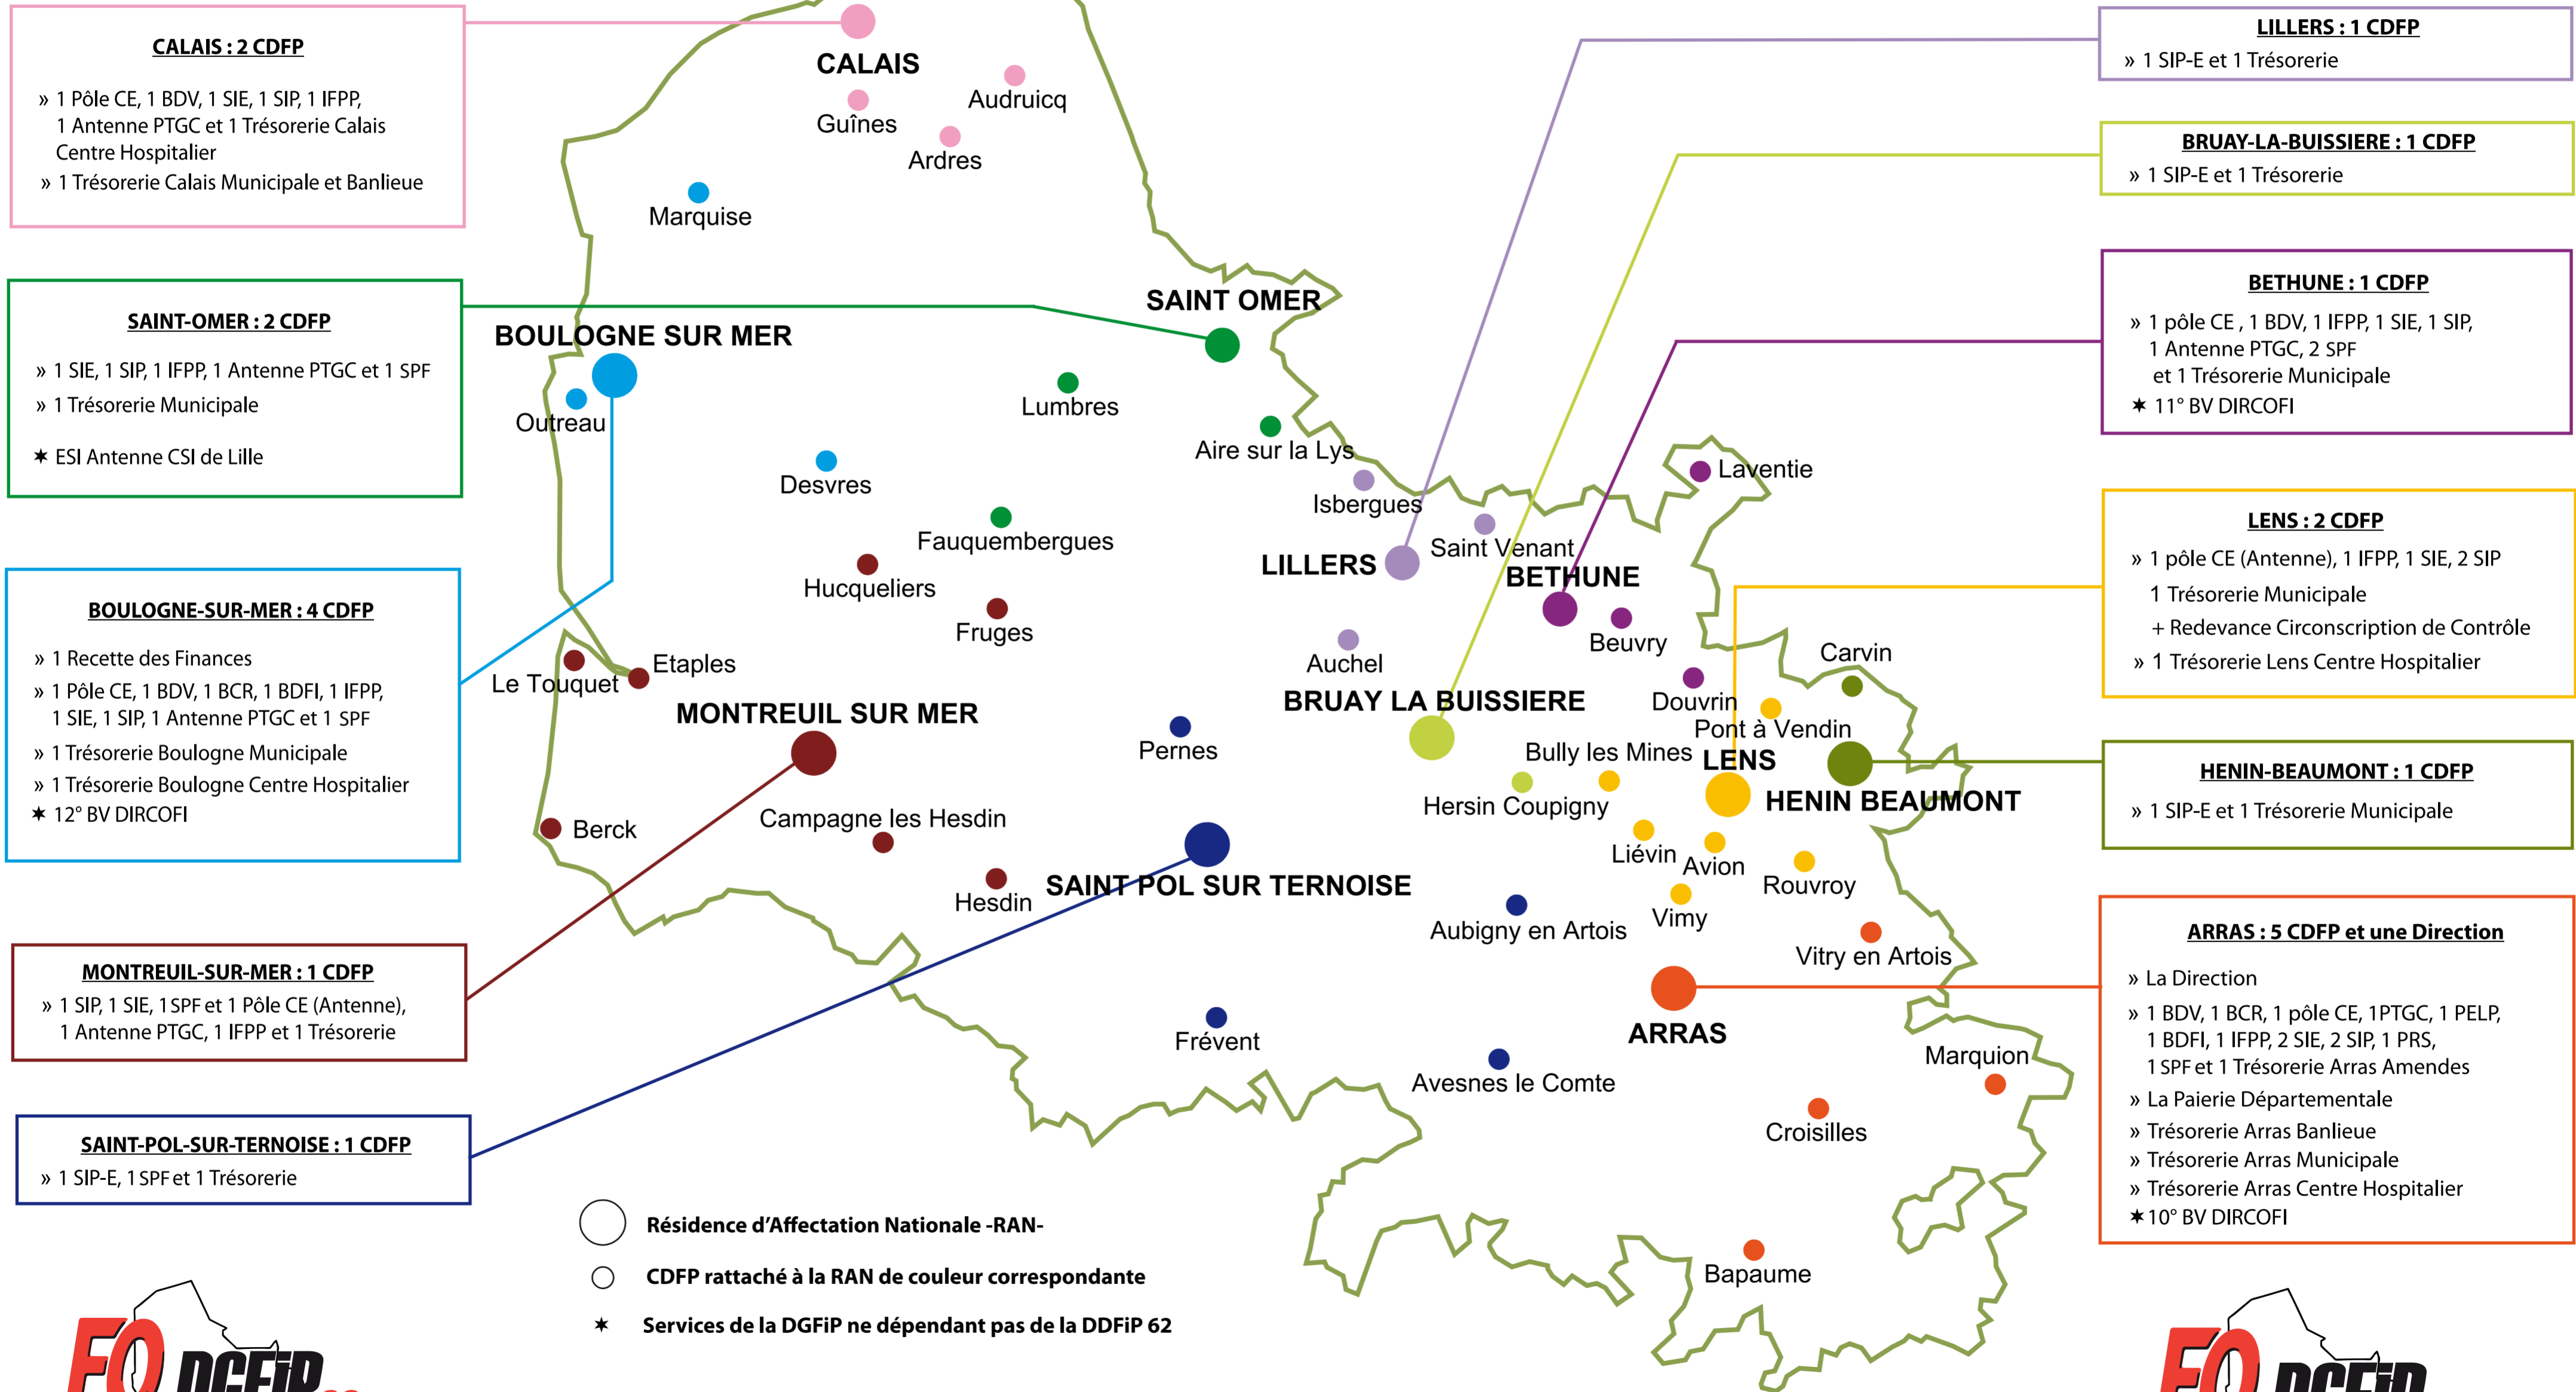 CALAIS : 2 CDFP
» 1 Pôle CE, 1 BDV, 1 SIE, 1 SIP, 1 IFPP,
1 Antenne PTGC et 1 Trésorerie Calais
Centre Hospitalier
» 1 Trésorerie Calais Municipale et Banlieue
SAINT-OMER : 2 CDFP
» 1 SIE, 1 SIP, 1 IFPP, 1 Antenne PTGC et 1 SPF
» 1 Trésorerie Municipale
★ ESI Antenne CSI de Lille
BOULOGNE-SUR-MER : 4 CDFP
» 1 Recette des Finances
» 1 Pôle CE, 1 BDV, 1 BCR, 1 BDFI, 1 IFPP,
1 SIE, 1 SIP, 1 Antenne PTGC et 1 SPF
» 1 Trésorerie Boulogne Municipale
» 1 Trésorerie Boulogne Centre Hospitalier
★ 12° BV DIRCOFI
MONTREUIL-SUR-MER : 1 CDFP
» 1 SIP, 1 SIE, 1 SPF et 1 Pôle CE (Antenne),
1 Antenne PTGC, 1 IFPP et 1 Trésorerie
SAINT-POL-SUR-TERNOISE : 1 CDFP
» 1 SIP-E, 1 SPF et 1 Trésorerie
CALAIS
Audruicq
Guînes
Ardres
Marquise
SAINT OMER
BOULOGNE SUR MER
Outreau
Lumbres
Aire sur la Lys
Desvres
Isbergues
Laventie
Fauquembergues
Saint Venant
LILLERS
BETHUNE
Hucqueliers
Fruges
Beuvry
Auchel
Carvin
Etaples
Le Touquet
Douvrin
BRUAY LA BUISSIERE
MONTREUIL SUR MER
Pont à Vendin
Pernes
Bully les Mines
LENS
HENIN BEAUMONT
Hersin Coupigny
Campagne les Hesdin
Berck
Liévin
Avion
Rouvroy
SAINT POL SUR TERNOISE
Hesdin
Vimy
Aubigny en Artois
Vitry en Artois
ARRAS
Frévent
Marquion
Avesnes le Comte
Croisilles
Bapaume
LILLERS : 1 CDFP
» 1 SIP-E et 1 Trésorerie
BRUAY-LA-BUISSIERE : 1 CDFP
» 1 SIP-E et 1 Trésorerie
BETHUNE : 1 CDFP
» 1 pôle CE , 1 BDV, 1 IFPP, 1 SIE, 1 SIP,
1 Antenne PTGC, 2 SPF
et 1 Trésorerie Municipale
★ 11° BV DIRCOFI
LENS : 2 CDFP
» 1 pôle CE (Antenne), 1 IFPP, 1 SIE, 2 SIP
1 Trésorerie Municipale
+ Redevance Circonscription de Contrôle
» 1 Trésorerie Lens Centre Hospitalier
HENIN-BEAUMONT : 1 CDFP
» 1 SIP-E et 1 Trésorerie Municipale
ARRAS : 5 CDFP et une Direction
» La Direction
» 1 BDV, 1 BCR, 1 pôle CE, 1PTGC, 1 PELP,
1 BDFI, 1 IFPP, 2 SIE, 2 SIP, 1 PRS,
1 SPF et 1 Trésorerie Arras Amendes
» La Paierie Départementale
» Trésorerie Arras Banlieue
» Trésorerie Arras Municipale
» Trésorerie Arras Centre Hospitalier
★ 10° BV DIRCOFI
Résidence d'Affectation Nationale -RAN-
CDFP rattaché à la RAN de couleur correspondante
★ Services de la DGFiP ne dépendant pas de la DDFiP 62
FO DGFiP
FO DGFiP